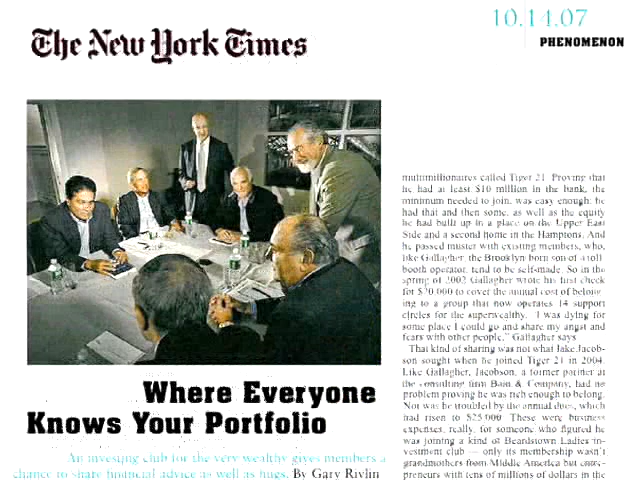 10.14.07
The New York Times
PHENOMENON
Where Everyone
Knows Your Portfolio
An investing club for the very wealthy gives members a
chance to share financial advice as well as hugs. By Gary Rivlin
multimillionaires called Tiger 21. Proving that
he had at least $10 million in the bank, the
minimum needed to join, was easy enough; he
had that and then some, as well as the equity
he had built up in a place on the Upper East
Side and a second home in the Hamptons. And
he passed muster with existing members, who,
like Gallagher, the Brooklyn-born son of a toll-
booth operator, tend to be self-made. So in the
spring of 2002 Gallagher wrote his first check
for $20,000 to cover the annual cost of belong-
ing to a group that now operates 14 support
circles for the superwealthy. "I was dying for
some place I could go and share my angst and
fears with other people," Gallagher says.
That kind of sharing was not what Jake Jacob-
son sought when he joined Tiger 21 in 2004.
Like Gallagher, Jacobson, a former partner at
the consulting firm Bain & Company, had no
problem proving he was rich enough to belong.
Nor was he troubled by the annual dues, which
had risen to $25,000. These were business
expenses, really, for someone who figured he
was joining a kind of Beardstown Ladies in-
vestment club — only its membership wasn't
grandmothers from Middle America but entre-
preneurs with tens of millions of dollars in the